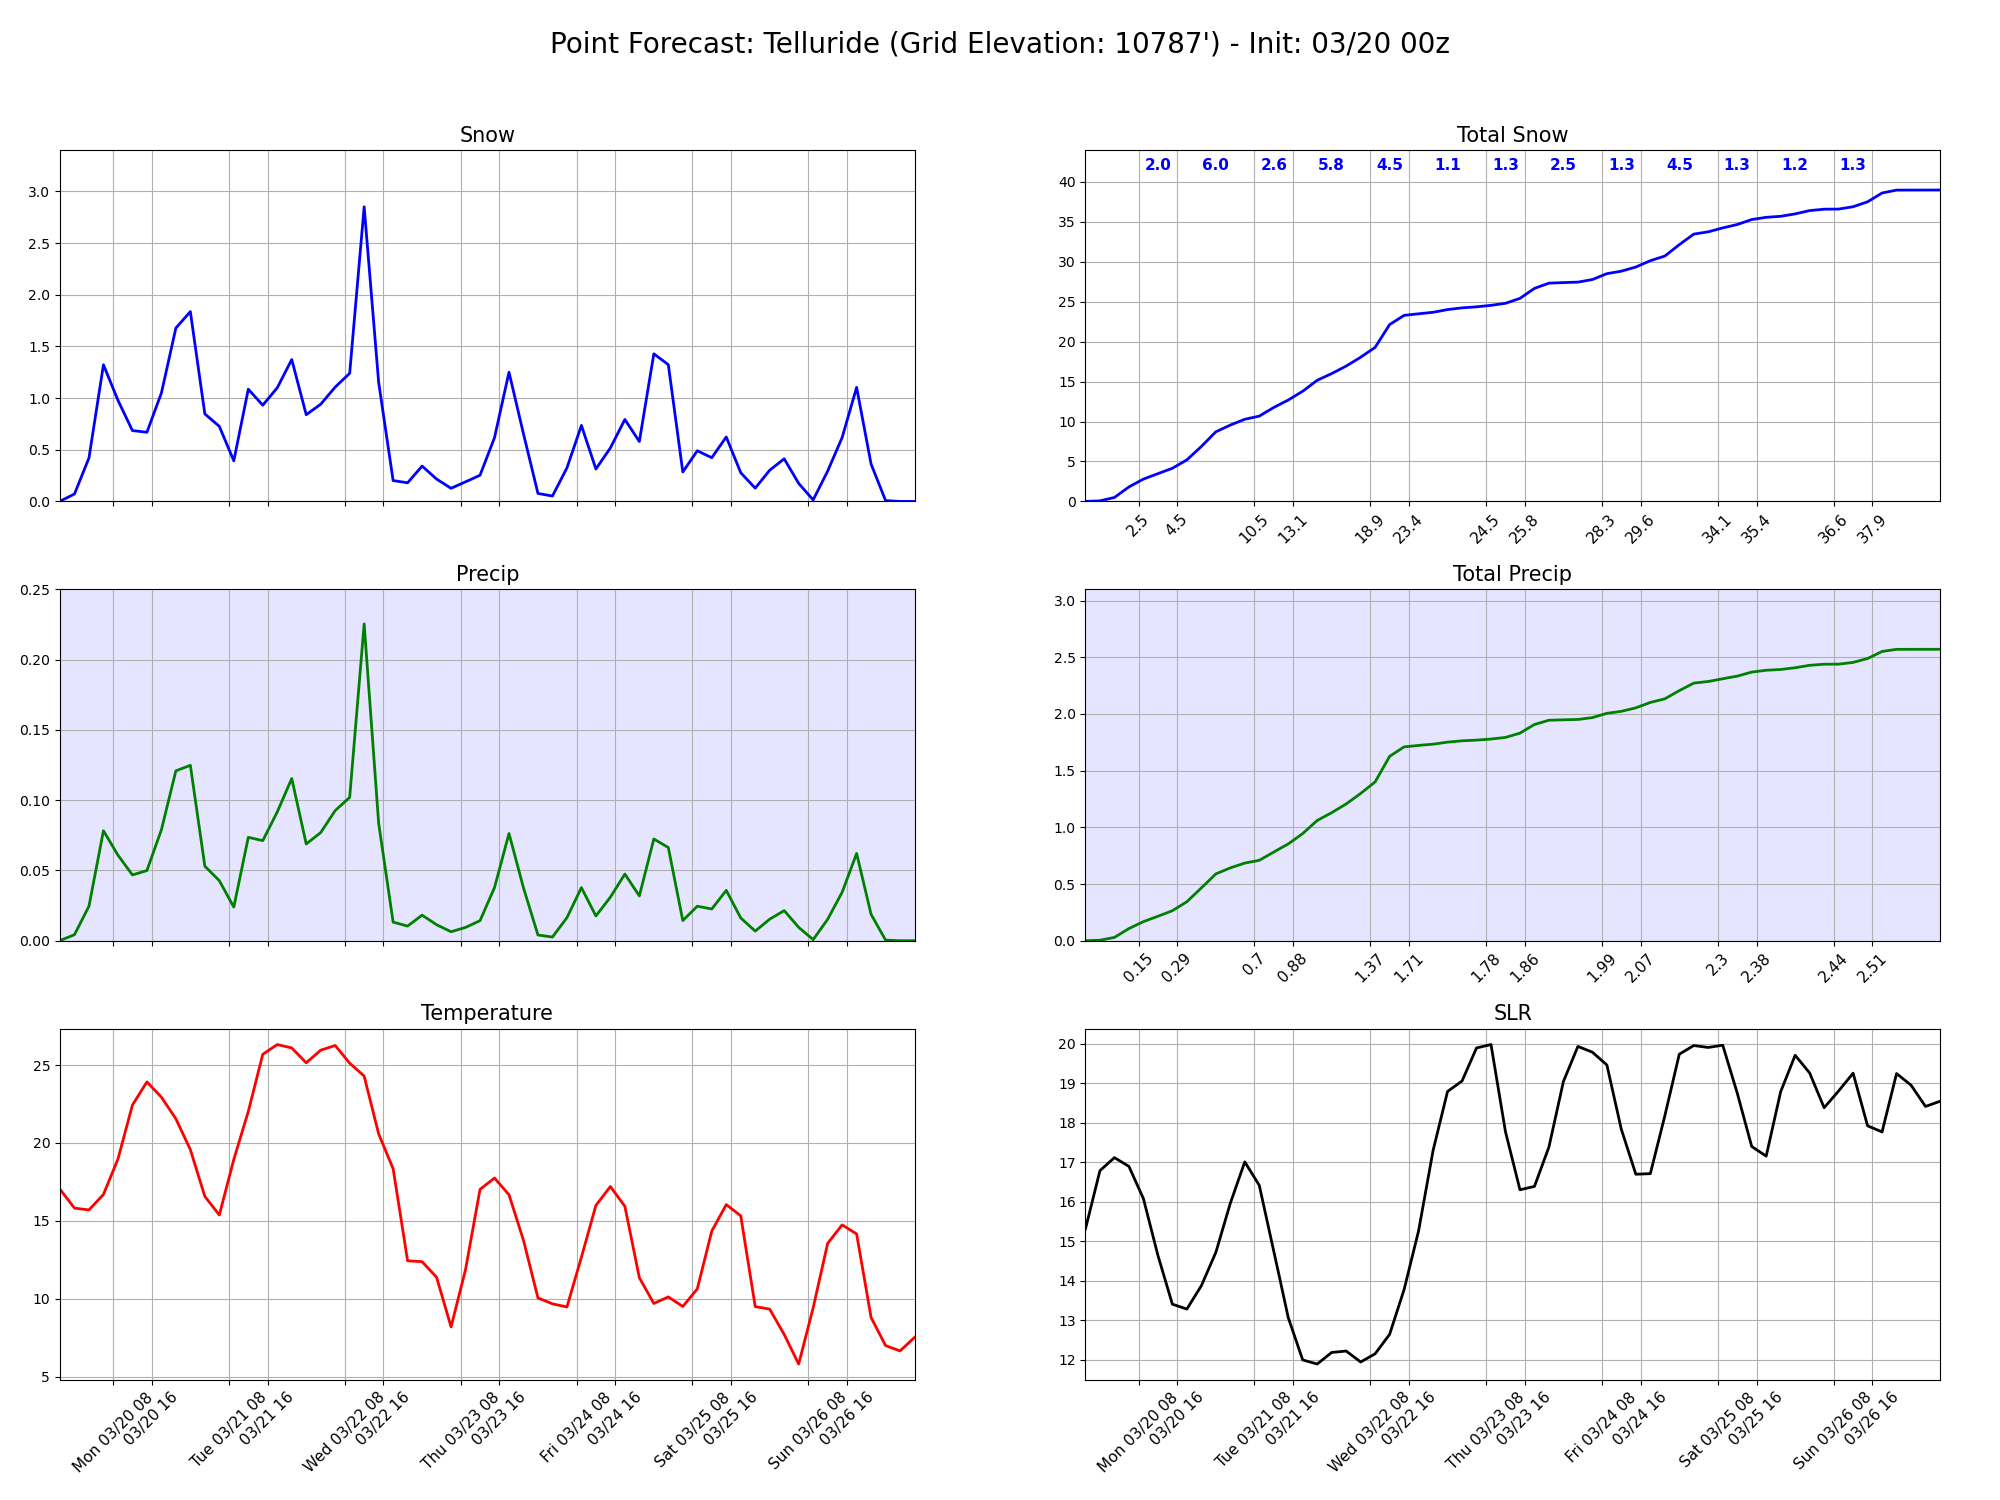 Point Forecast: Telluride (Grid Elevation: 10787') - Init: 03/20 00z
Snow
3.0
2.5
2.0
1.5
1.0
0.5
0.0
Total Snow
2.0 6.0 2.6 5.8 4.5 1.1 1.3 2.5 1.3 4.5 1.3 1.2 1.3
40
35
30
25
20
15
10
5
0
2.5 4.5 10.5 13.1 18.9 23.4 24.5 25.8 28.3 29.6 34.1 35.4 36.6 37.9
Precip
0.25
0.20
0.15
0.10
0.05
0.00
Total Precip
3.0
2.5
2.0
1.5
1.0
0.5
0.0
0.15 0.29 0.7 0.88 1.37 1.71 1.78 1.86 1.99 2.07 2.3 2.38 2.44 2.51
Temperature
25
20
15
10
5
Mon 03/20 08
03/20 16
Tue 03/21 08
03/21 16
Wed 03/22 08
03/22 16
Thu 03/23 08
03/23 16
Fri 03/24 08
03/24 16
Sat 03/25 08
03/25 16
Sun 03/26 08
03/26 16
SLR
20
19
18
17
16
15
14
13
12
Mon 03/20 08
03/20 16
Tue 03/21 08
03/21 16
Wed 03/22 08
03/22 16
Thu 03/23 08
03/23 16
Fri 03/24 08
03/24 16
Sat 03/25 08
03/25 16
Sun 03/26 08
03/26 16